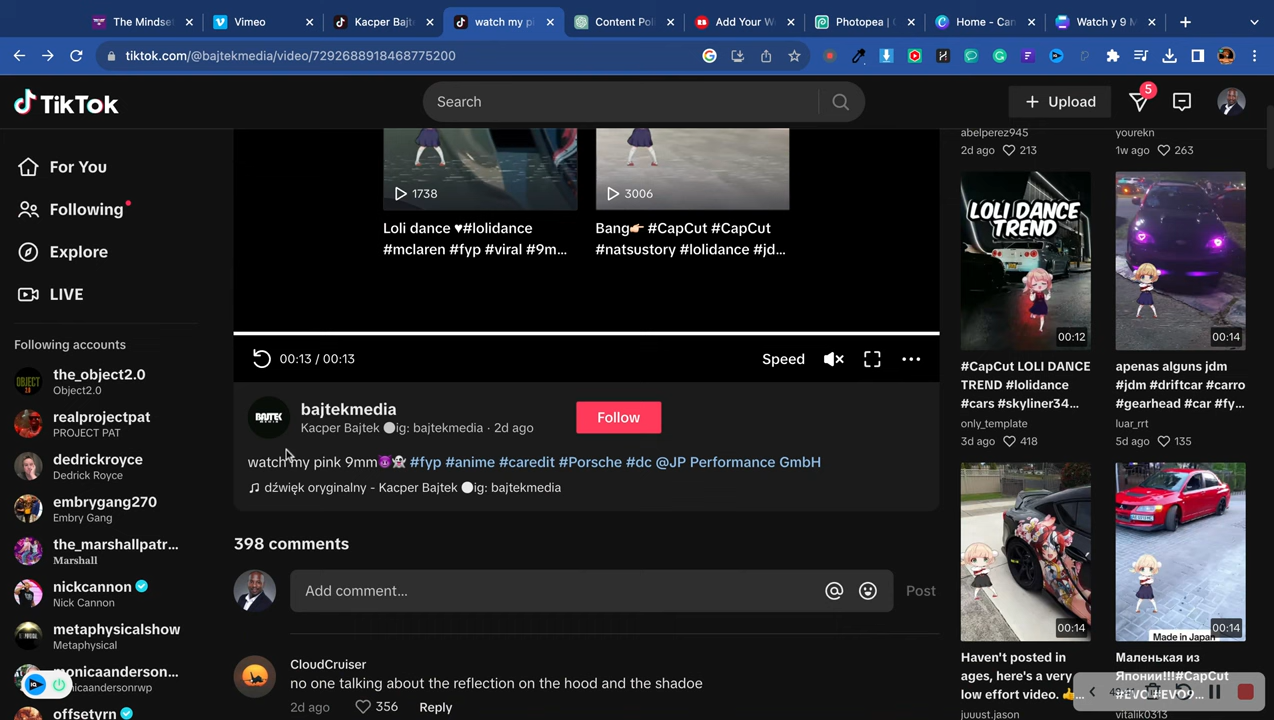 The Mindset
Vimeo
Kacper Bajt
watch my pi
Content Poli
Add Your W
Photopea | O
Home - Can
Watch y 9 M
tiktok.com/@bajtekmedia/video/7292688918468775200
TikTok
Search
Upload
5
For You
Following
Explore
LIVE
Following accounts
the_object2.0
Object2.0
realprojectpat
PROJECT PAT
dedrickroyce
Dedrick Royce
embrygang270
Embry Gang
the_marshallpatr...
Marshall
nickcannon
Nick Cannon
metaphysicalshow
Metaphysical
monicaanderson...
monicaandersonrwp
offsetyrn
1738
3006
Loli dance ♥#lolidance
#mclaren #fyp #viral #9m...
Bang👉🏻 #CapCut #CapCut
#natsustory #lolidance #jd...
00:13 / 00:13
Speed
BAJTEK
bajtekmedia
Kacper Bajtek ⚪ig: bajtekmedia · 2d ago
Follow
watch my pink 9mm😈👻 #fyp #anime #caredit #Porsche #dc @JP Performance GmbH
♫ dźwięk oryginalny - Kacper Bajtek ⚪ig: bajtekmedia
398 comments
Add comment...
Post
CloudCruiser
no one talking about the reflection on the hood and the shadoe
2d ago
356
Reply
abelperez945
2d ago
213
yourekn
1w ago
263
LOLI DANCE
TREND
00:12
#CapCut LOLI DANCE
TREND #lolidance
#cars #skyliner34...
only_template
3d ago
418
00:14
apenas alguns jdm
#jdm #driftcar #carro
#gearhead #car #fy...
luar_rrt
5d ago
135
00:14
Haven't posted in
ages, here's a very
low effort video. 👍...
juuust.jason
Made in Japan
00:14
Маленькая из
Японии!!!#CapCut
#EVO #EVO9...
vitalik0313